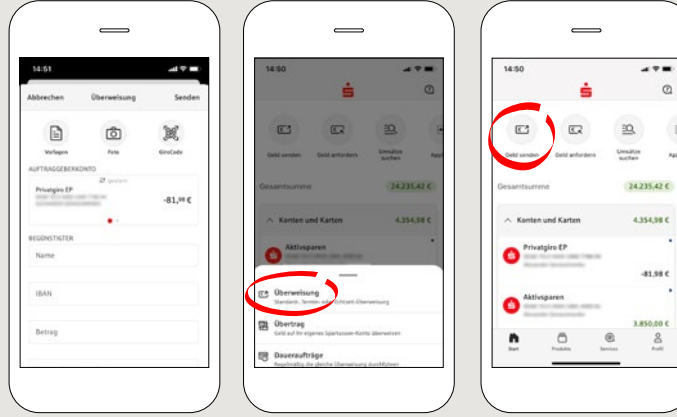 14:51
Abbrechen Überweisung Senden
Vorlagen Foto GiroCode
AUFTRAGGEBERKONTO
gestern
Privatgiro EP
-81,98 €
BEGÜNSTIGTER
Name
IBAN
Betrag
14:50
Geld senden Geld anfordern Umsätze suchen
Gesamtsumme 24.235,42 €
Konten und Karten 4.354,98 €
Aktivsparen
Überweisung
Standard-, Termin- oder Echtzeit-Überweisung
Übertrag
Geld auf Ihr eigenes Sparkassen-Konto überweisen
Daueraufträge
Regelmäßig die gleiche Überweisung durchführen
14:50
Geld senden Geld anfordern Umsätze suchen
Gesamtsumme 24.235,42 €
Konten und Karten 4.354,98 €
Privatgiro EP
-81,98 €
Aktivsparen
3.850,00 €
Start Produkte Services Profil